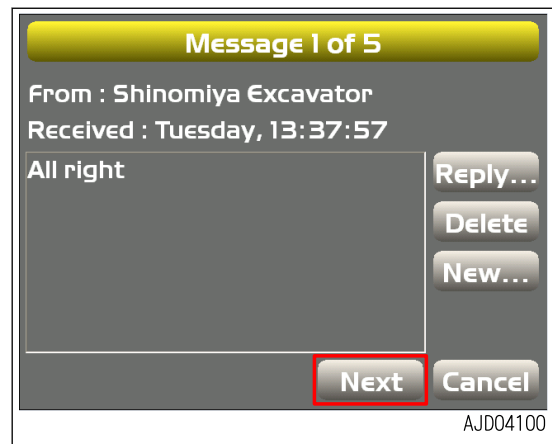 Message 1 of 5
From : Shinomiya Excavator
Received : Tuesday, 13:37:57
All right
Reply...
Delete
New...
Next
Cancel
AJD04100